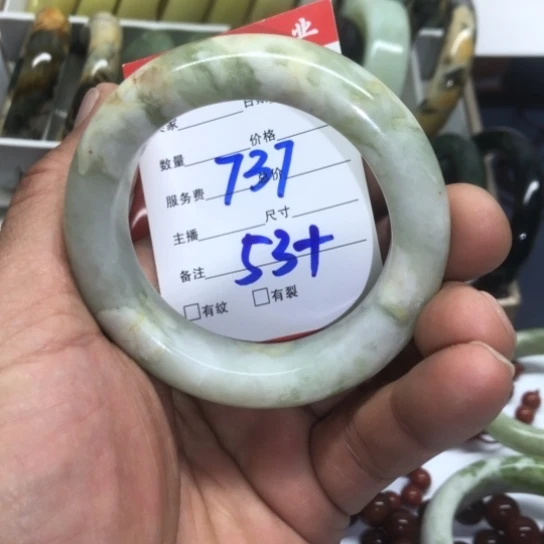 业
家
数量 价格
737
服务费 价
主播 尺寸
53+
备注
□有纹 □有裂